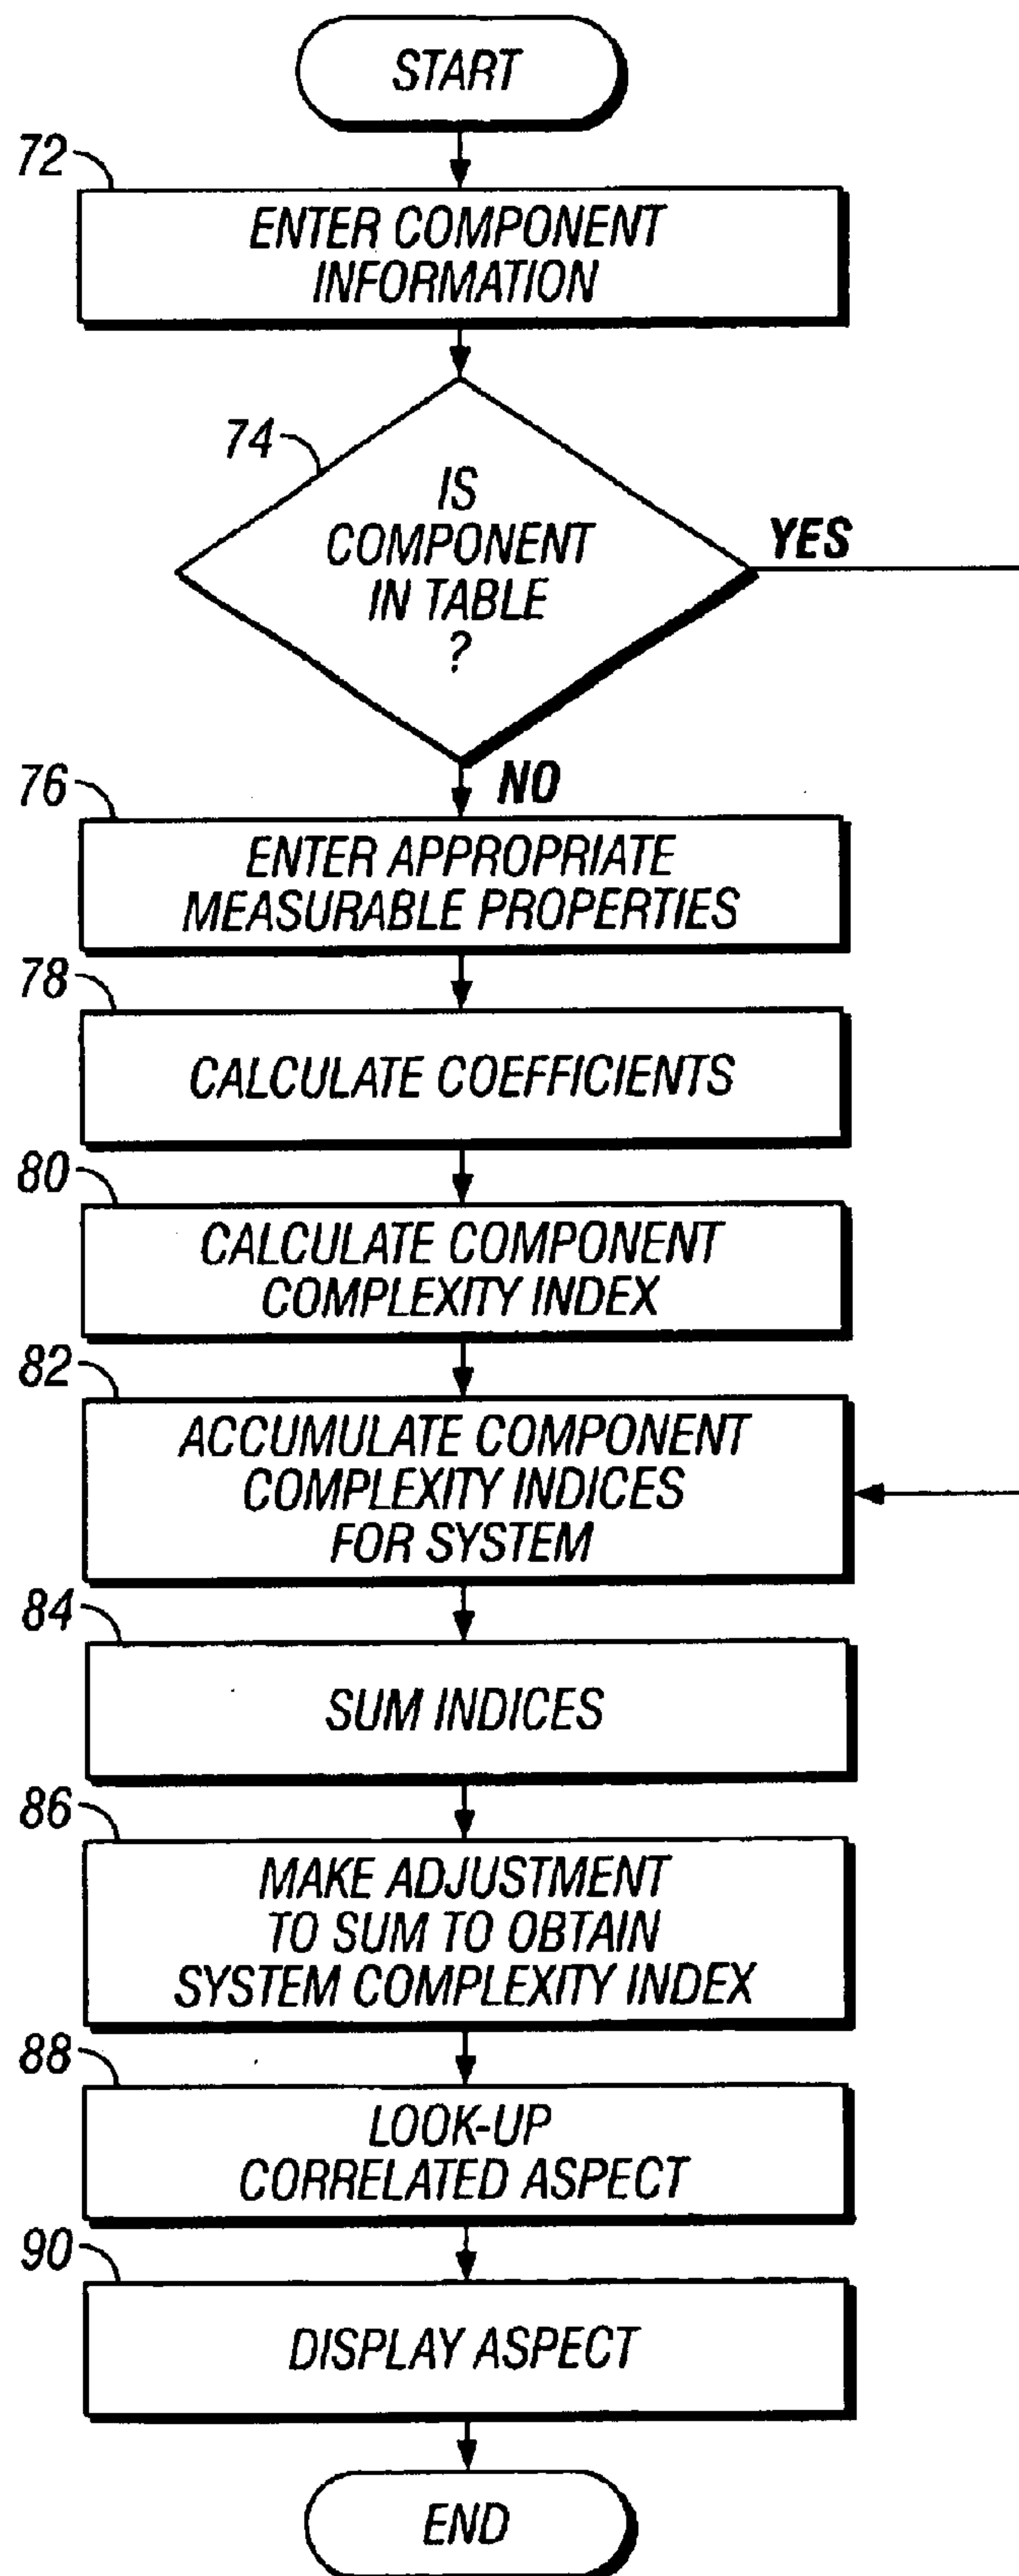 START
72
ENTER COMPONENT
INFORMATION
74
IS
COMPONENT
IN TABLE
?
YES
NO
76
ENTER APPROPRIATE
MEASURABLE PROPERTIES
78
CALCULATE COEFFICIENTS
80
CALCULATE COMPONENT
COMPLEXITY INDEX
82
ACCUMULATE COMPONENT
COMPLEXITY INDICES
FOR SYSTEM
84
SUM INDICES
86
MAKE ADJUSTMENT
TO SUM TO OBTAIN
SYSTEM COMPLEXITY INDEX
88
LOOK-UP
CORRELATED ASPECT
90
DISPLAY ASPECT
END